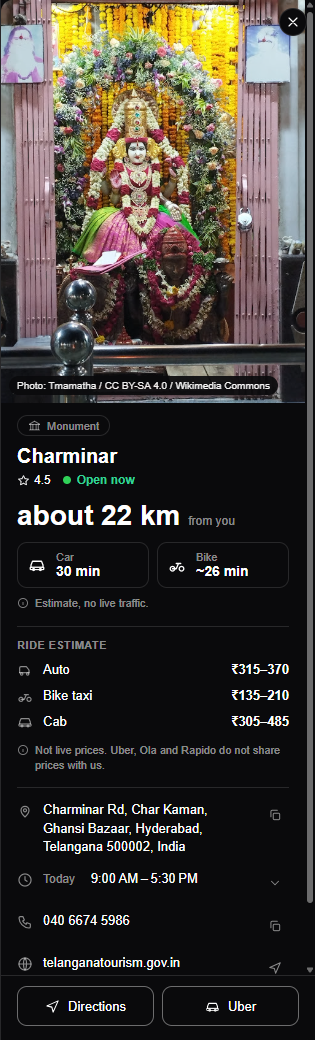 Photo: Tmamatha / CC BY-SA 4.0 / Wikimedia Commons
Monument
Charminar
4.5 Open now
about 22 km from you
Car
30 min
Bike
~26 min
Estimate, no live traffic.
RIDE ESTIMATE
Auto ₹315–370
Bike taxi ₹135–210
Cab ₹305–485
Not live prices. Uber, Ola and Rapido do not share
prices with us.
Charminar Rd, Char Kaman,
Ghansi Bazaar, Hyderabad,
Telangana 500002, India
Today 9:00 AM – 5:30 PM
040 6674 5986
telanganatourism.gov.in
Directions
Uber